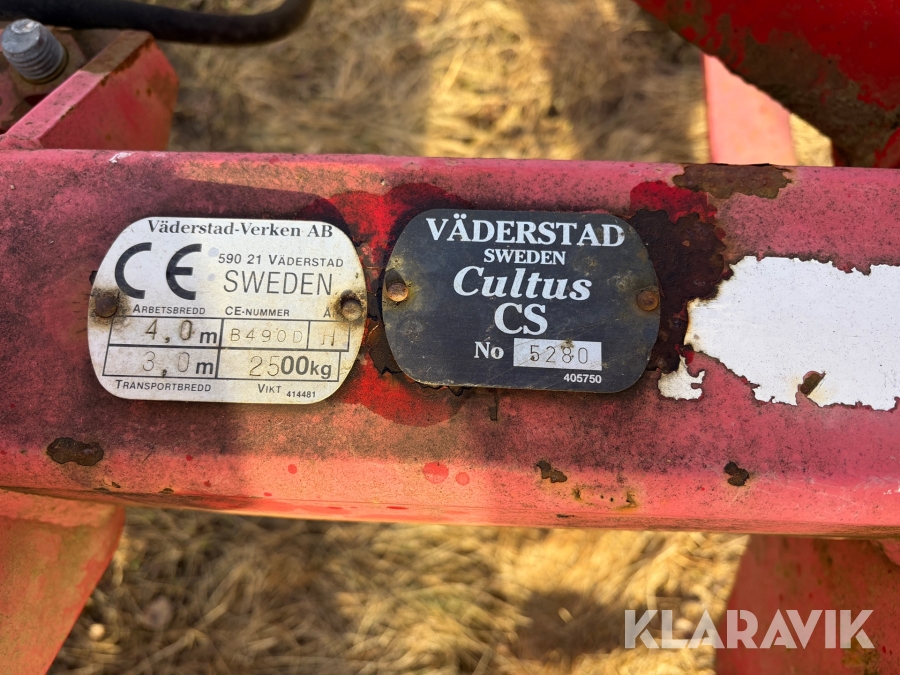 Väderstad-Verken AB
CE
590 21 VÄDERSTAD
SWEDEN
ARBETSBREDD CE-NUMMER
4,0 m B490D H
3,0 m 2500kg
TRANSPORTBREDD VIKT 414481
VÄDERSTAD
SWEDEN
Cultus
CS
No 5280
405750
KLARAVIK